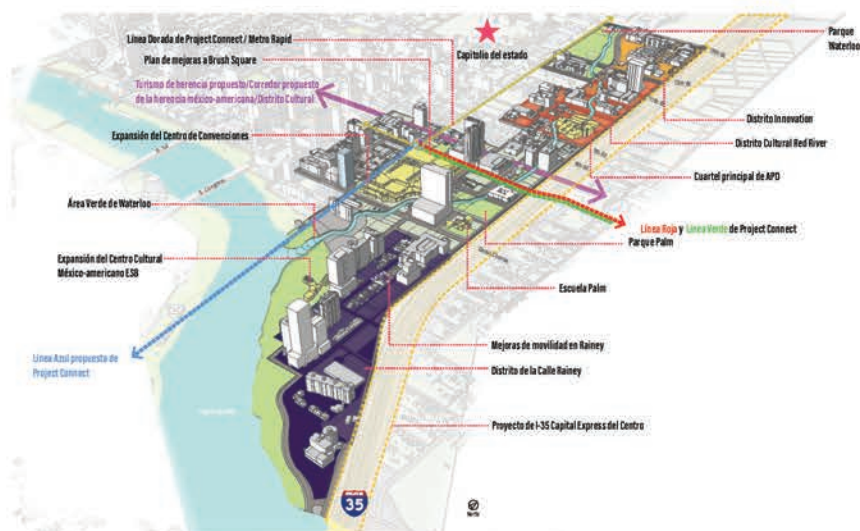 Línea Dorada de Project Connect / Metro Rapid
Plan de mejoras a Brush Square
Turismo de herencia propuesto/Corredor propuesto
de la herencia méxico-americana/Distrito Cultural
Expansión del Centro de Convenciones
Área Verde de Waterloo
Expansión del Centro Cultural
México-americano ESB
Línea Azul propuesta de
Project Connect
Capitolio del estado
Parque
Waterloo
Distrito Innovation
Distrito Cultural Red River
Cuartel principal de APD
Línea Roja y Línea Verde de Project Connect
Parque Palm
Escuela Palm
Mejoras de movilidad en Rainey
Distrito de la Calle Rainey
Proyecto de I-35 Capital Express del Centro
35